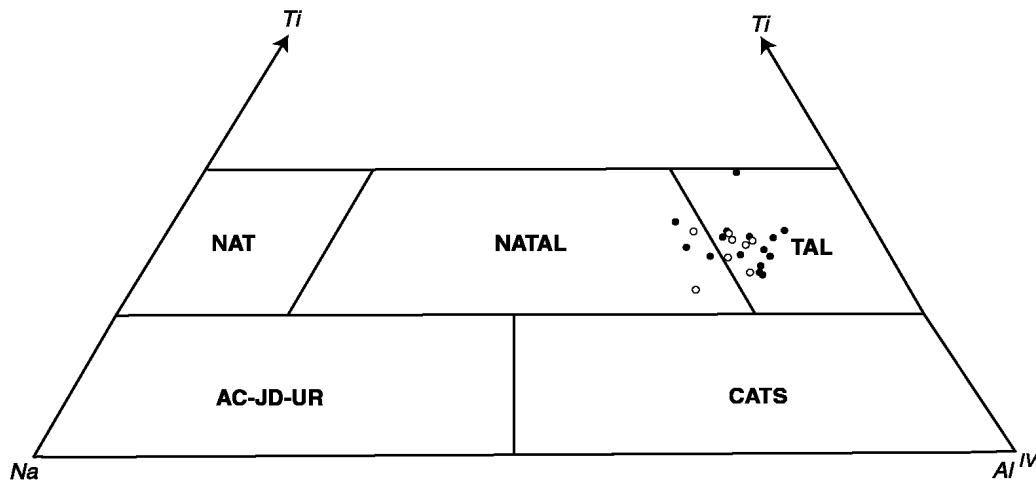 Ti
Ti
NAT
NATAL
TAL
AC-JD-UR
CATS
Na
Al IV